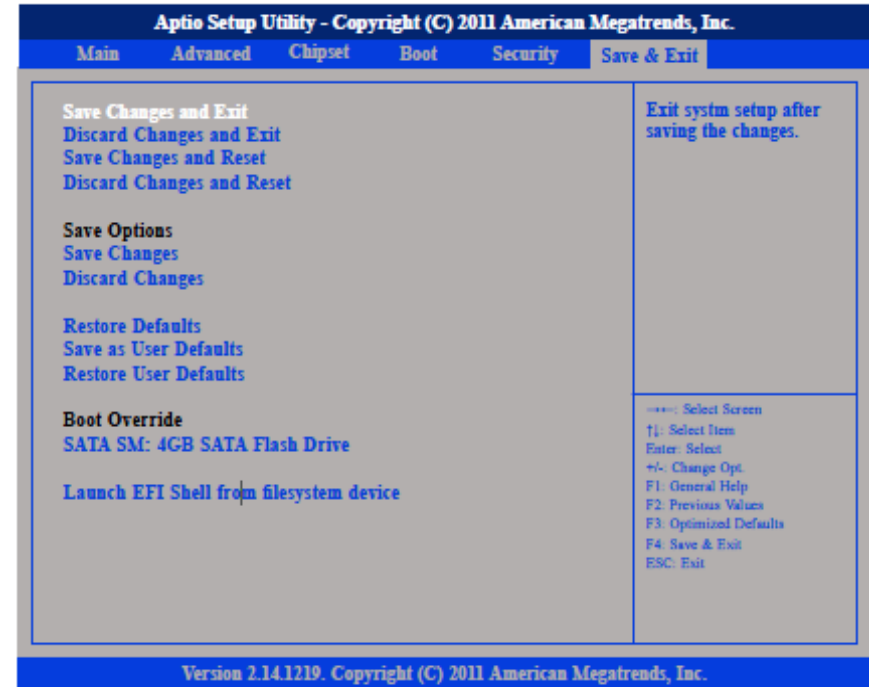 Aptio Setup Utility - Copyright (C) 2011 American Megatrends, Inc.
Main Advanced Chipset Boot Security Save & Exit
Save Changes and Exit
Discard Changes and Exit
Save Changes and Reset
Discard Changes and Reset
Save Options
Save Changes
Discard Changes
Restore Defaults
Save as User Defaults
Restore User Defaults
Boot Override
SATA SM: 4GB SATA Flash Drive
Launch EFI Shell from filesystem device
Exit systm setup after
saving the changes.
: Select Screen
↑↓: Select Item
Enter: Select
+/-: Change Opt.
F1: General Help
F2: Previous Values
F3: Optimized Defaults
F4: Save & Exit
ESC: Exit
Version 2.14.1219. Copyright (C) 2011 American Megatrends, Inc.